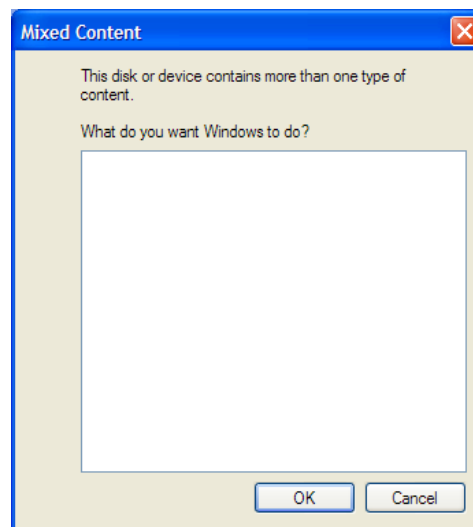 Mixed Content
This disk or device contains more than one type of
content.
What do you want Windows to do?
OK
Cancel